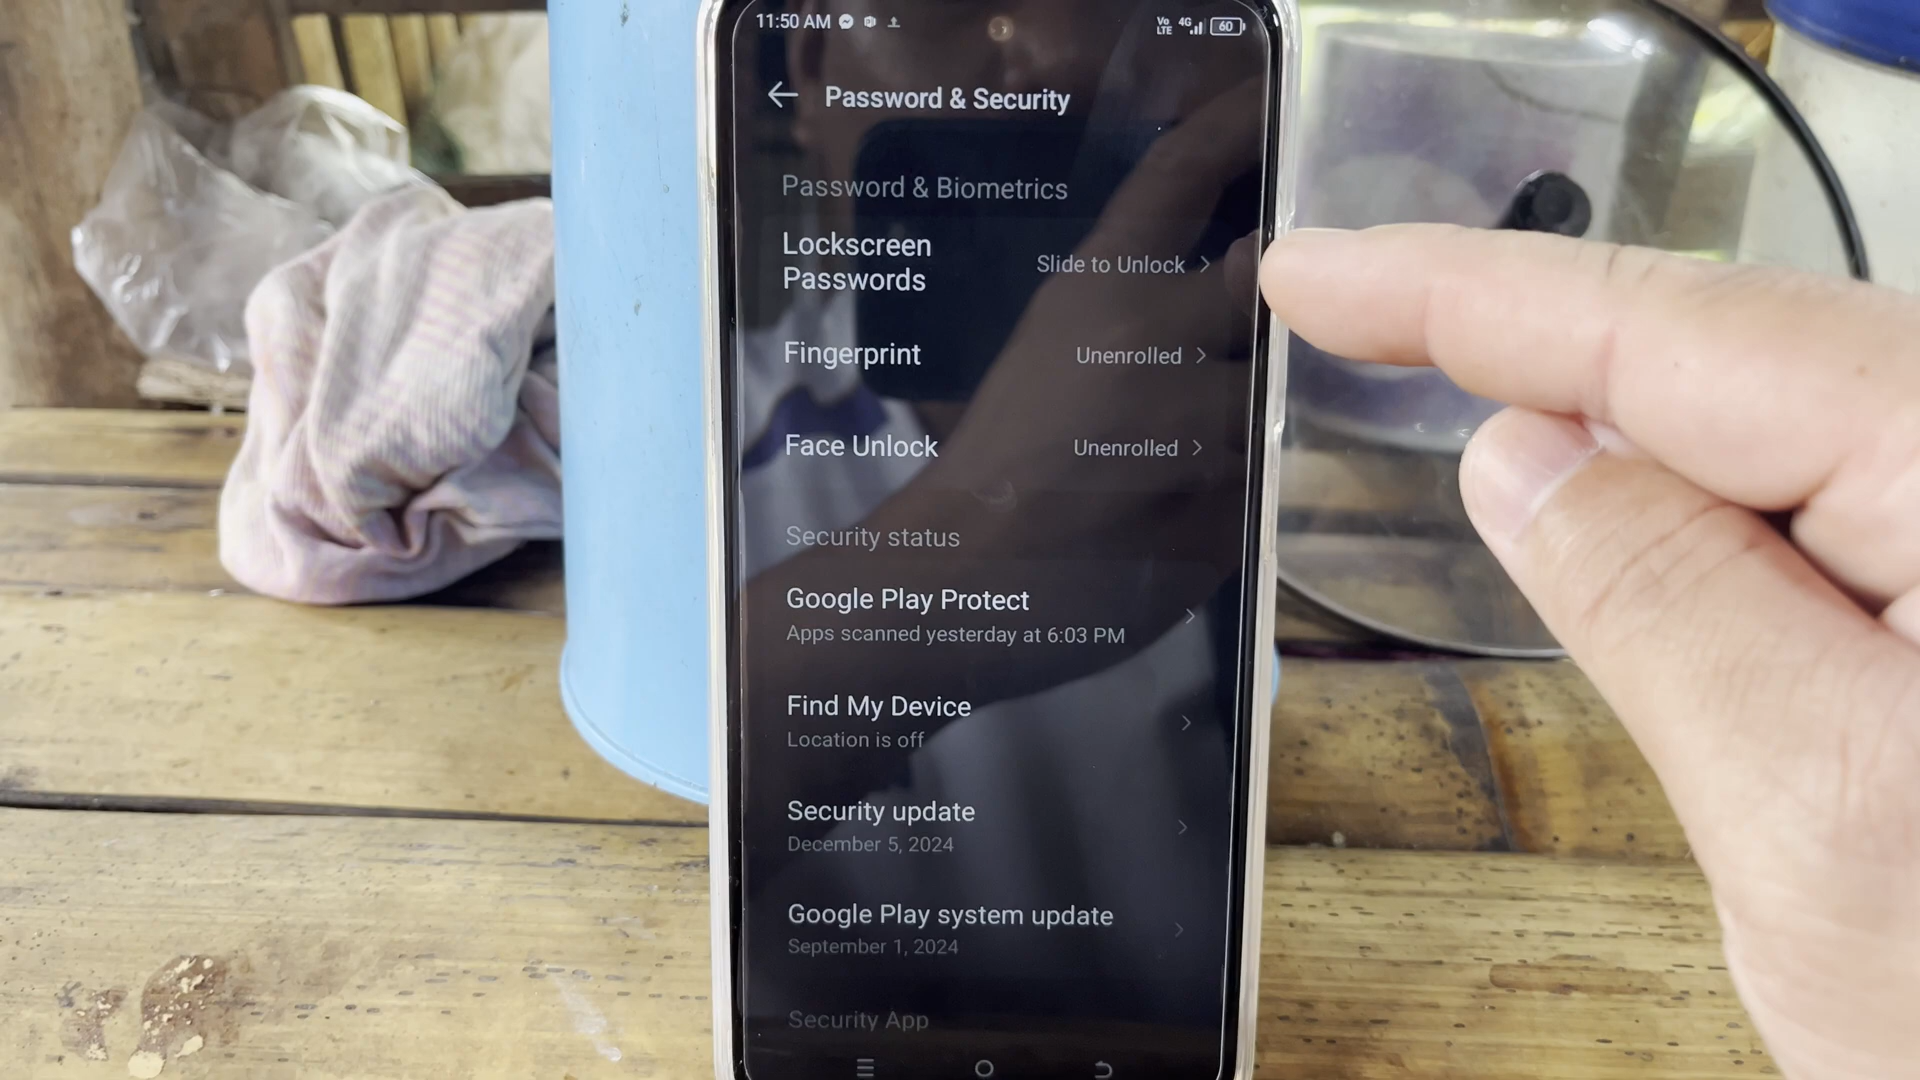 11:50 AM
Vo LTE 4G 60
Password & Security
Password & Biometrics
Lockscreen
Passwords
Slide to Unlock
Fingerprint
Unenrolled
Face Unlock
Unenrolled
Security status
Google Play Protect
Apps scanned yesterday at 6:03 PM
Find My Device
Location is off
Security update
December 5, 2024
Google Play system update
September 1, 2024
Security App